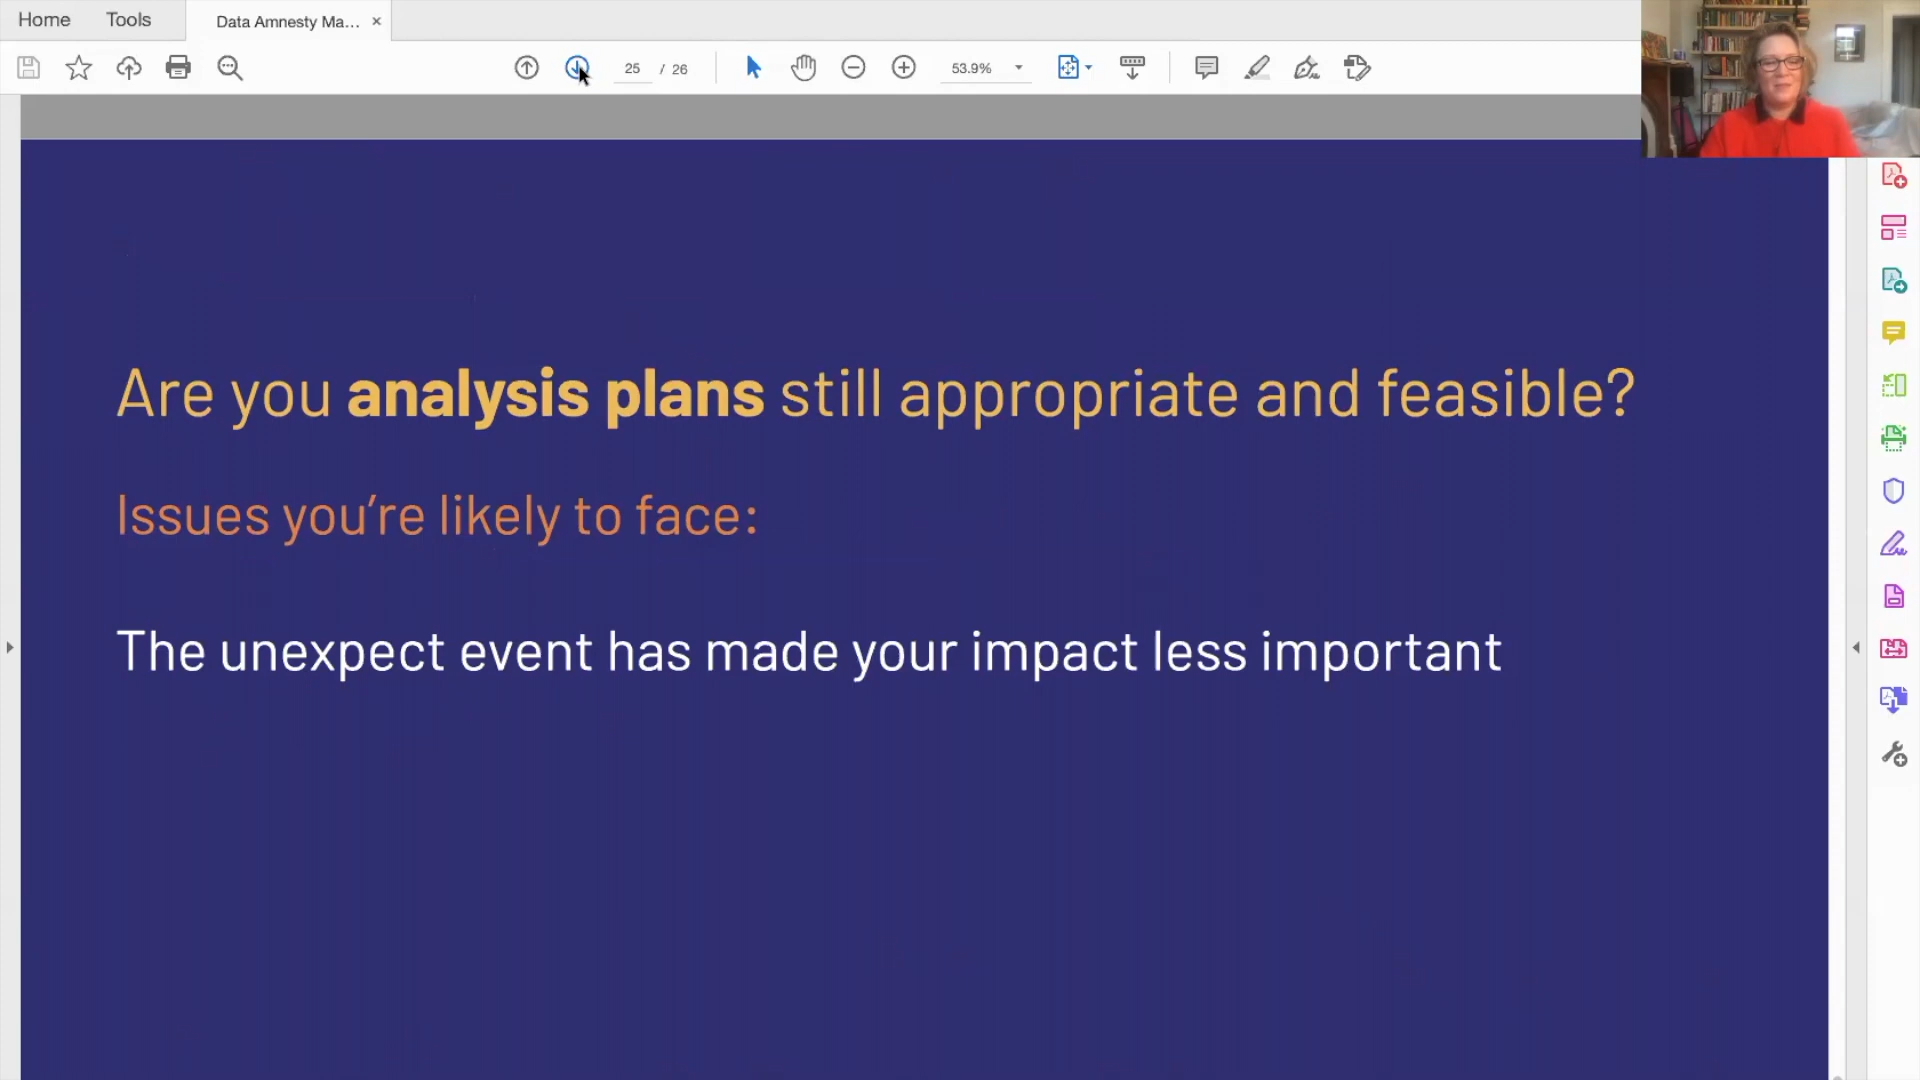 Home
Tools
Data Amnesty Ma...
25 / 26
53.9%
Are you analysis plans still appropriate and feasible?
Issues you’re likely to face:
The unexpect event has made your impact less important